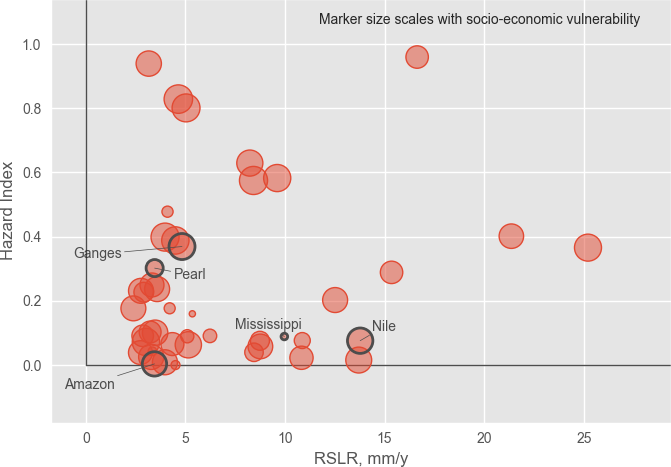 Marker size scales with socio-economic vulnerability
1.0
0.8
0.6
0.4
0.2
0.0
Hazard Index
Ganges
Pearl
Mississippi
Nile
Amazon
0 5 10 15 20 25
RSLR, mm/y